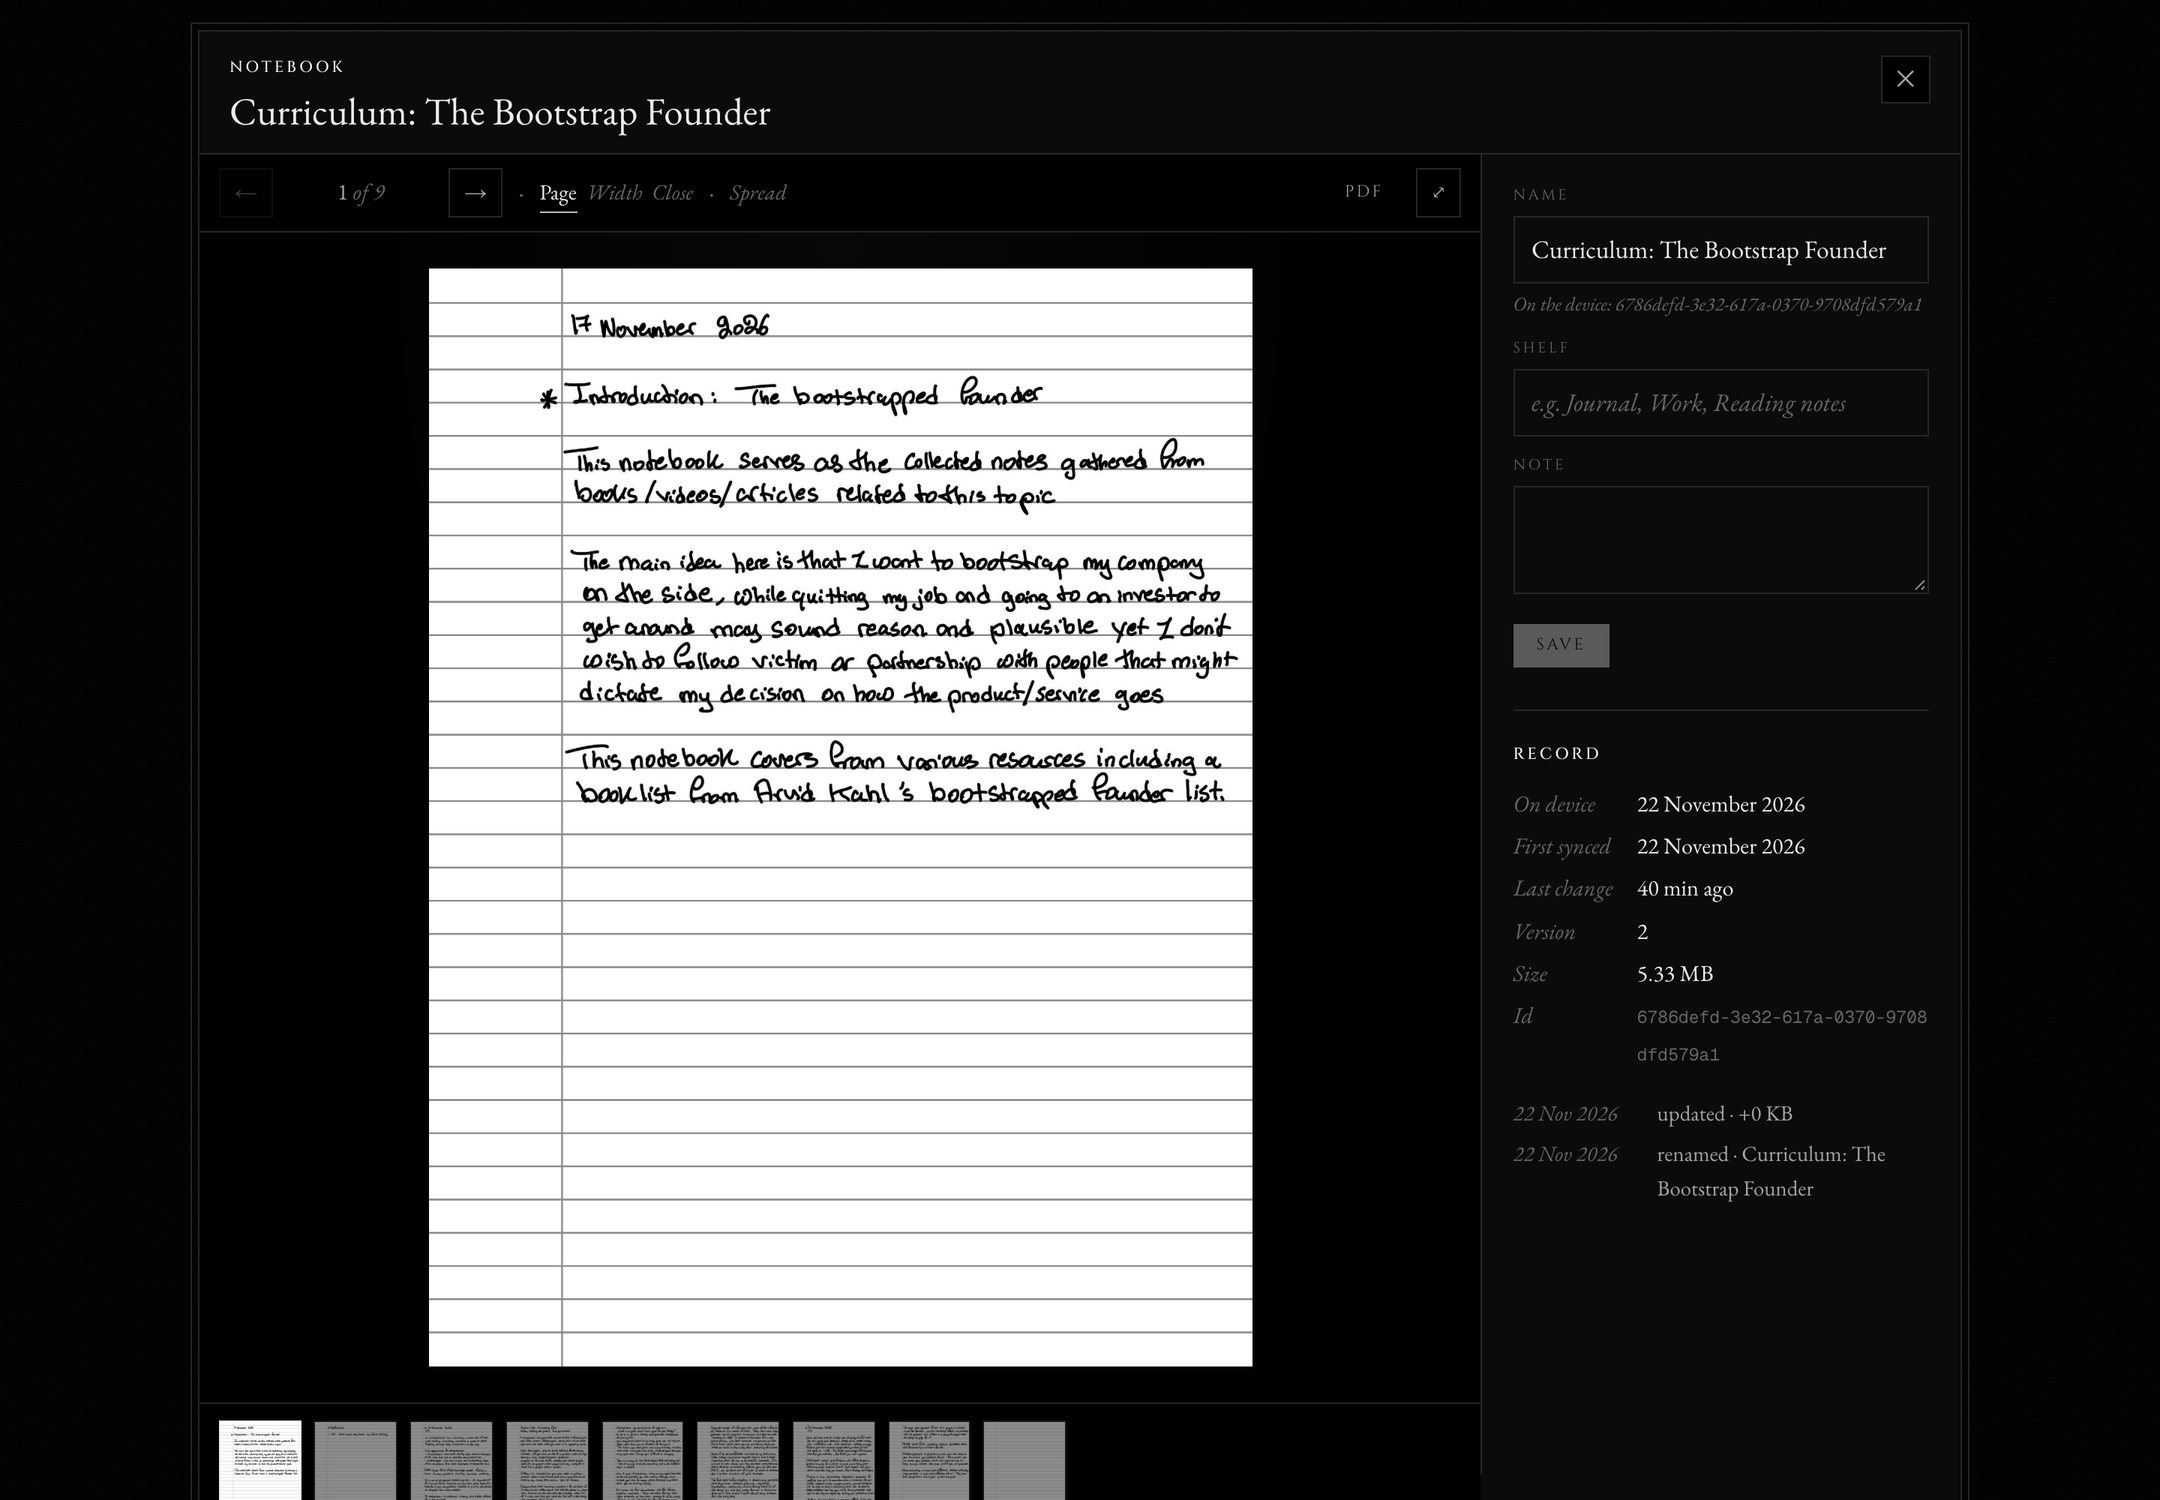 NOTEBOOK
Curriculum: The Bootstrap Founder
← 1 of 9 → · Page Width Close · Spread PDF
17 November 2026
* Introduction: The bootstrapped founder
This notebook serves as the collected notes gathered from
books/videos/articles related to this topic
The main idea here is that I want to bootstrap my company
on the side, while quitting my job and going to an investor to
get around may sound reason and plausible yet I don't
wish to follow victim or partnership with people that might
dictate my decision on how the product/service goes
This notebook covers from various resources including a
booklist from Arvid Kahl's bootstrapped founder list.
NAME
Curriculum: The Bootstrap Founder
On the device: 6786defd-3e32-617a-0370-9708dfd579a1
SHELF
e.g. Journal, Work, Reading notes
NOTE
SAVE
RECORD
On device 22 November 2026
First synced 22 November 2026
Last change 40 min ago
Version 2
Size 5.33 MB
Id 6786defd-3e32-617a-0370-9708
dfd579a1
22 Nov 2026 updated · +0 KB
22 Nov 2026 renamed · Curriculum: The
Bootstrap Founder